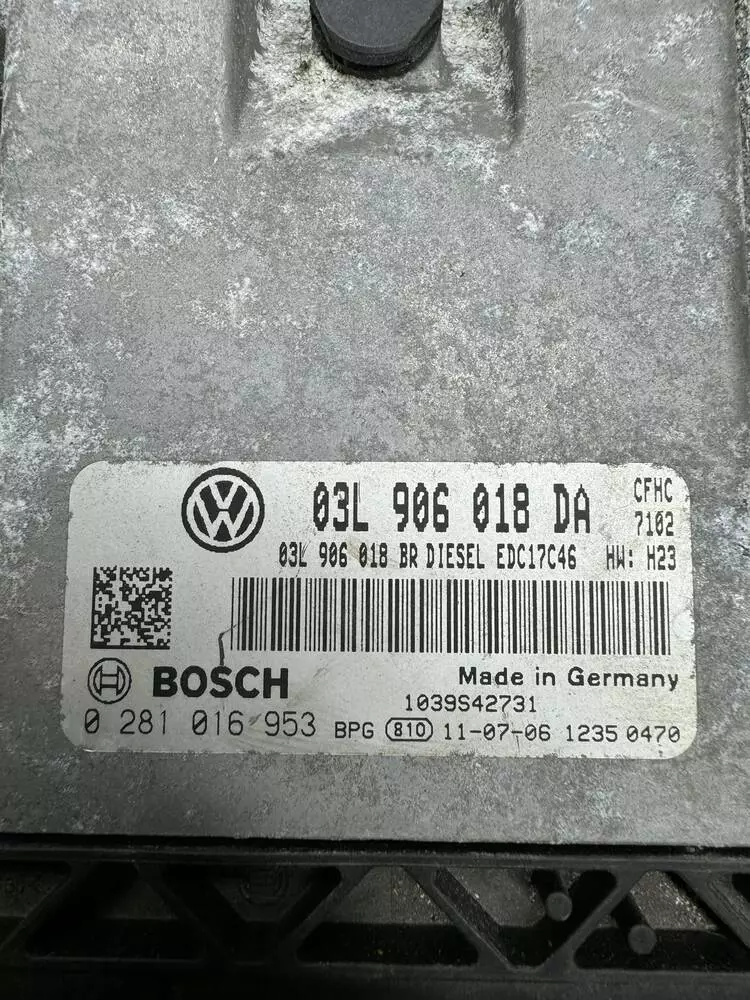 03L 906 018 DA CFHC
7102
03L 906 018 BR DIESEL EDC17C46 HW: H23
BOSCH Made in Germany
1039S42731
0 281 016 953 BPG 810 11-07-06 1235 0470